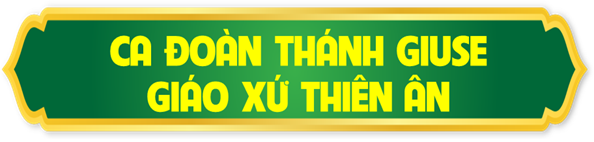 CA ĐOÀN THÁNH GIUSE
GIÁO XỨ THIÊN ÂN